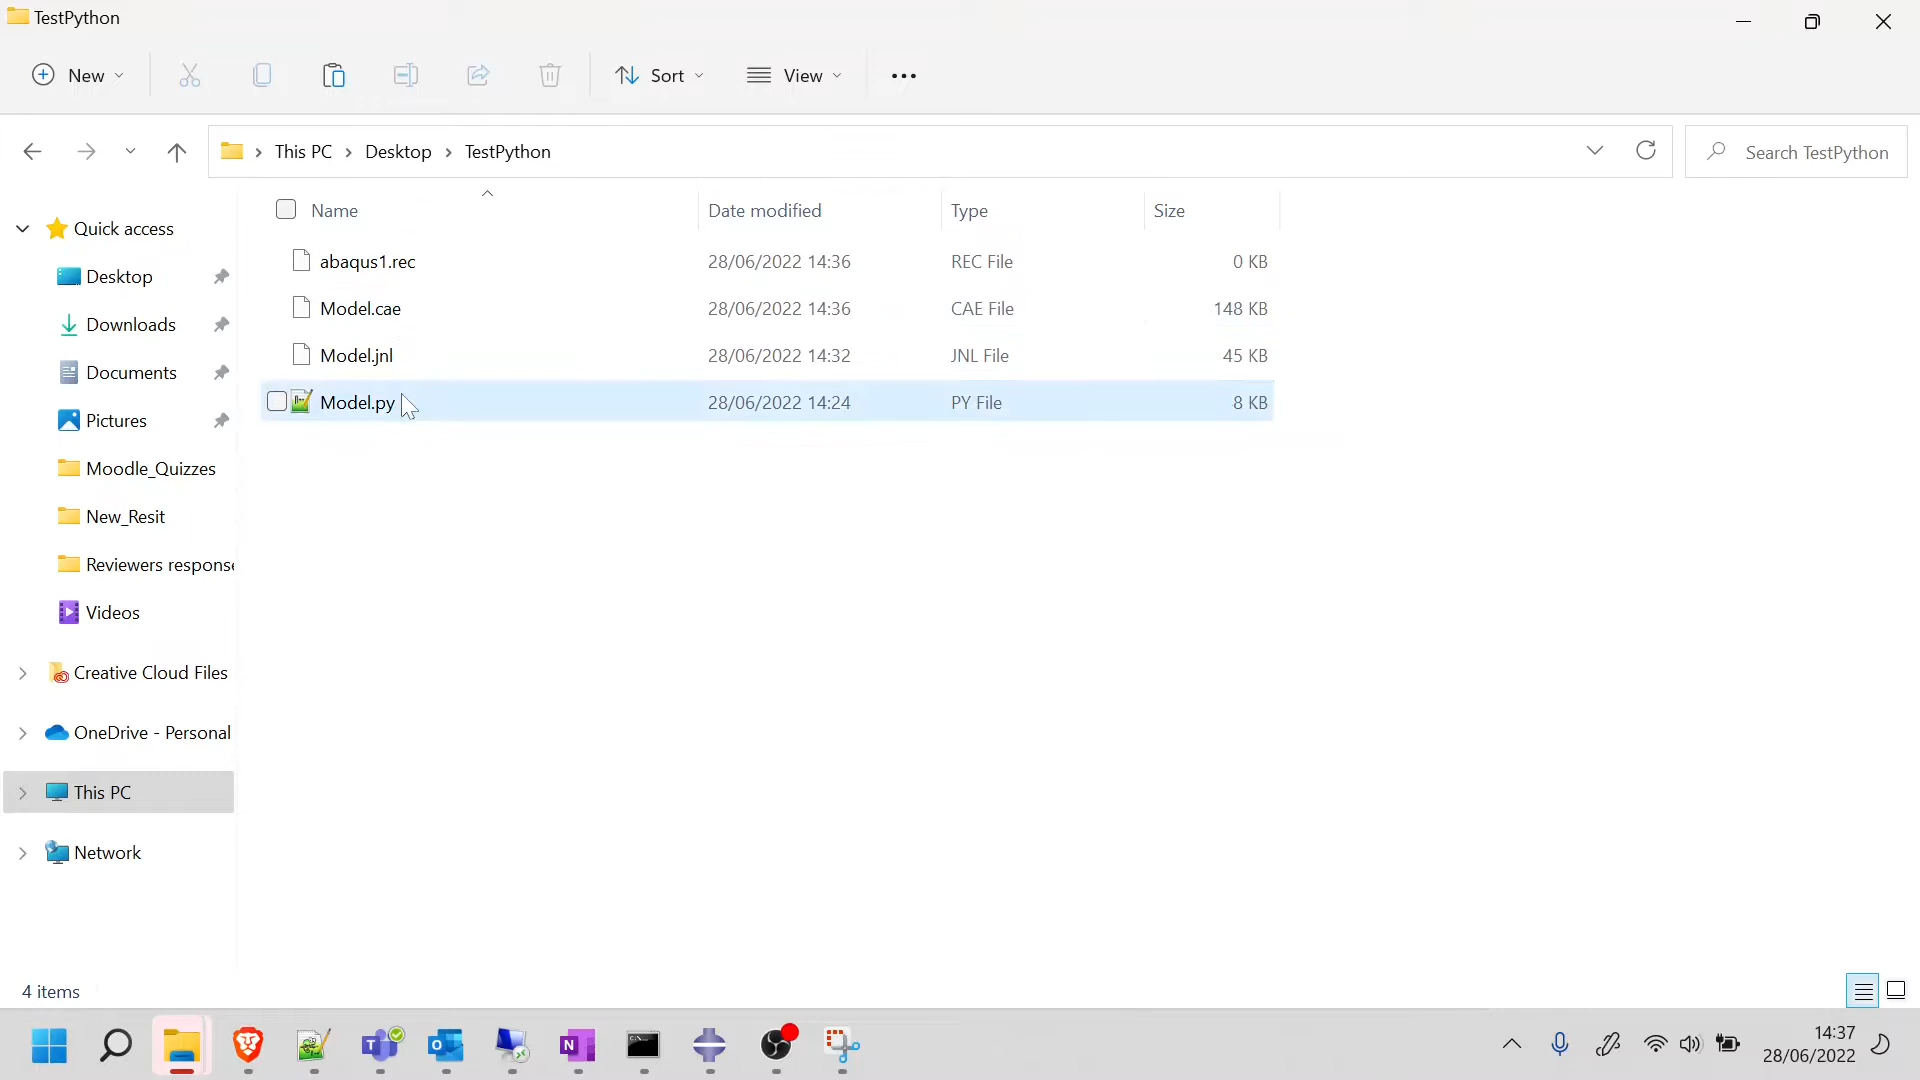 TestPython
New
Sort
View
This PC
Desktop
TestPython
Search TestPython
Name
Date modified
Type
Size
Quick access
abaqus1.rec
28/06/2022 14:36
REC File
0 KB
Desktop
Model.cae
28/06/2022 14:36
CAE File
148 KB
Downloads
Model.jnl
28/06/2022 14:32
JNL File
45 KB
Documents
Model.py
28/06/2022 14:24
PY File
8 KB
Pictures
Moodle_Quizzes
New_Resit
Reviewers response
Videos
Creative Cloud Files
OneDrive - Personal
This PC
Network
4 items
14:37
28/06/2022